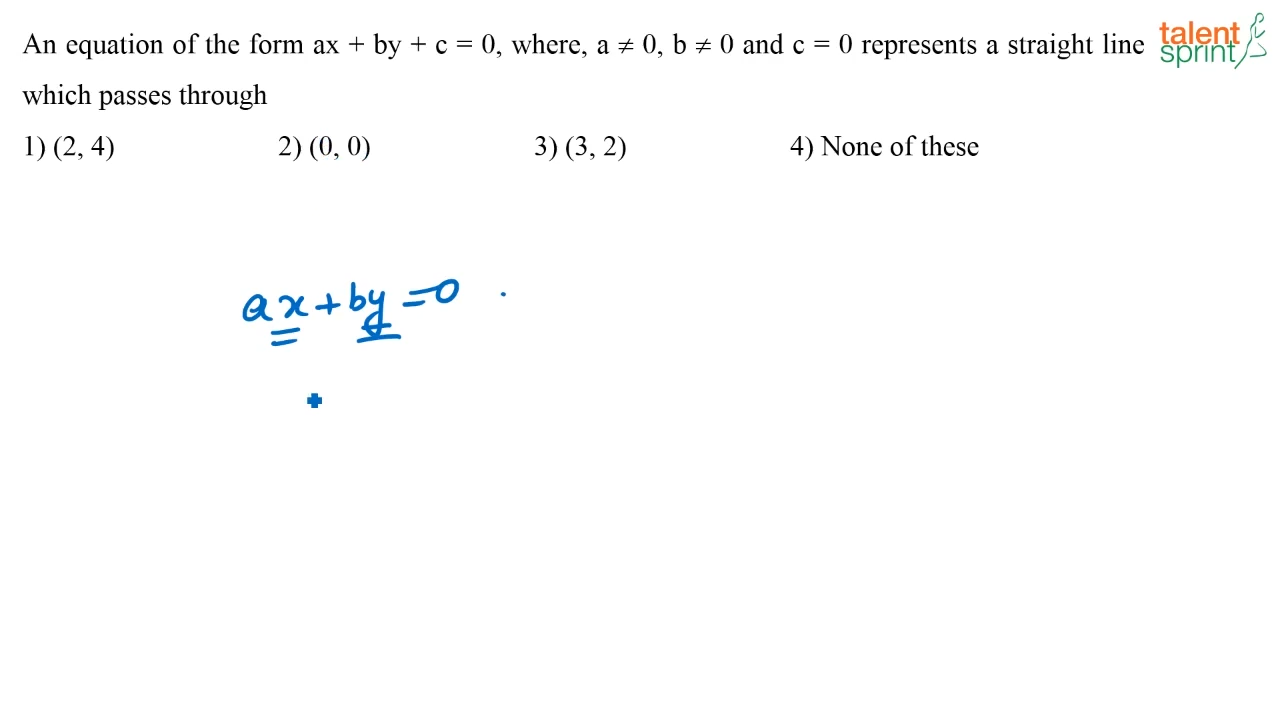 talent
sprint
An equation of the form ax + by + c = 0, where, a ≠ 0, b ≠ 0 and c = 0 represents a straight line
which passes through
1) (2, 4) 2) (0, 0) 3) (3, 2) 4) None of these
ax + by = 0